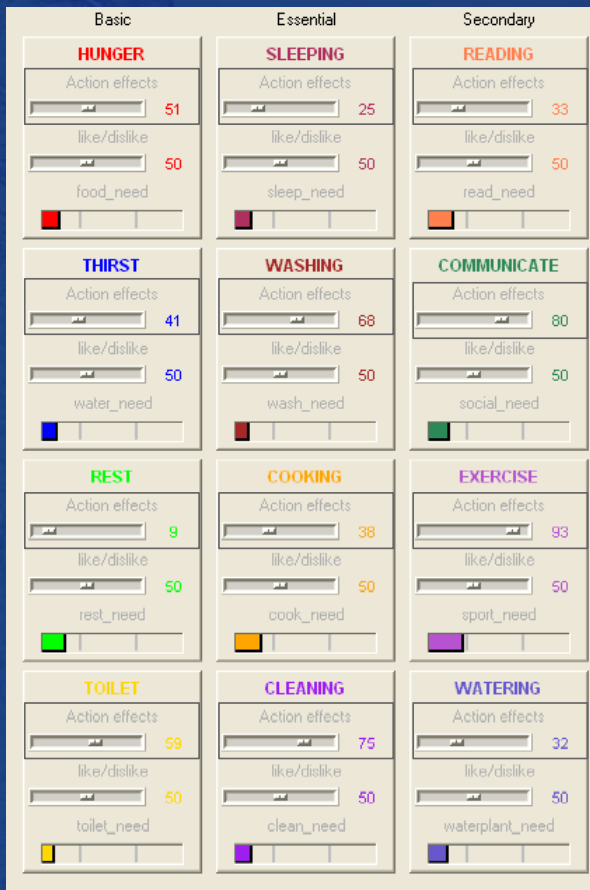 Basic Essential Secondary
HUNGER SLEEPING READING
Action effects Action effects Action effects
51 25 33
like/dislike like/dislike like/dislike
50 50 50
food_need sleep_need read_need
THIRST WASHING COMMUNICATE
Action effects Action effects Action effects
41 68 80
like/dislike like/dislike like/dislike
50 50 50
water_need wash_need social_need
REST COOKING EXERCISE
Action effects Action effects Action effects
9 38 93
like/dislike like/dislike like/dislike
50 50 50
rest_need cook_need sport_need
TOILET CLEANING WATERING
Action effects Action effects Action effects
59 75 32
like/dislike like/dislike like/dislike
50 50 50
toilet_need clean_need waterplant_need